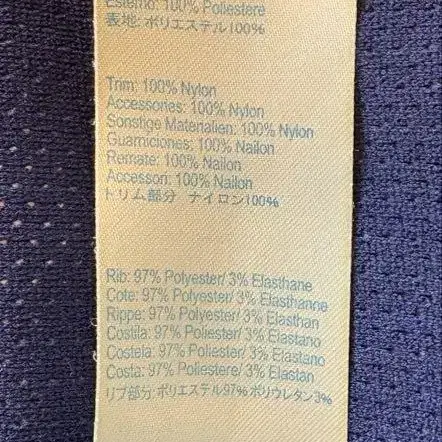 Esterno: 100% Poliestere
表地: ポリエステル100%
Trim: 100% Nylon
Accessoires: 100% Nylon
Sonstige Materialien: 100% Nylon
Guarniciones: 100% Nailon
Remate: 100% Nailon
Accessori: 100% Nailon
トリム部分 ナイロン100%
Rib: 97% Polyester/ 3% Elasthane
Cote: 97% Polyester/ 3% Elasthanne
Rippe: 97% Polyester/ 3% Elasthan
Costilla: 97% Poliester/ 3% Elastano
Costela: 97% Poliester/ 3% Elastano
Costa: 97% Poliestere/ 3% Elastan
リブ部分: ポリエステル97% ポリウレタン3%